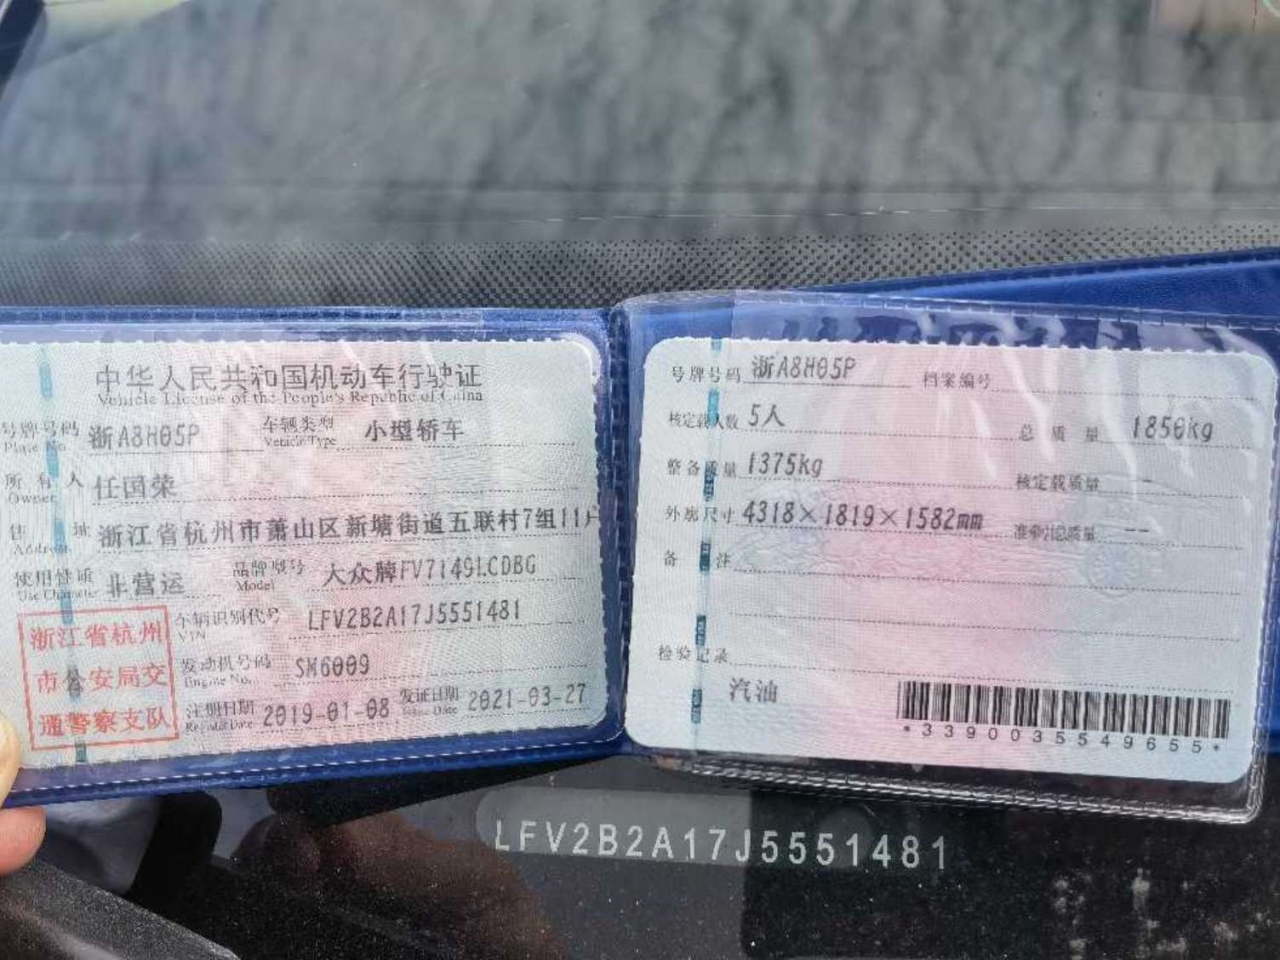 中华人民共和国机动车行驶证
Vehicle License of the People's Republic of China
号牌号码 浙A8H05P 车辆类型 小型轿车
Plate No. Vehicle Type
所有人 任国荣
Owner
住址 浙江省杭州市萧山区新塘街道五联村7组11户
Address
使用性质 非营运 品牌型号 大众牌FV7149LCDBG
Use Character Model
浙江省杭州
市公安局交
通警察支队
车辆识别代号 LFV2B2A17J5551481
VIN
发动机号码 SM6009
Engine No.
注册日期 2019-01-08 发证日期 2021-03-27
Register Date Issue Date
号牌号码 浙A8H05P 档案编号
核定载人数 5人 总质量 1850kg
整备质量 1375kg 核定载质量 --
外廓尺寸 4318×1819×1582mm 准牵引总质量 --
备注
检验记录
汽油
*3390035549655*
LFV2B2A17J5551481